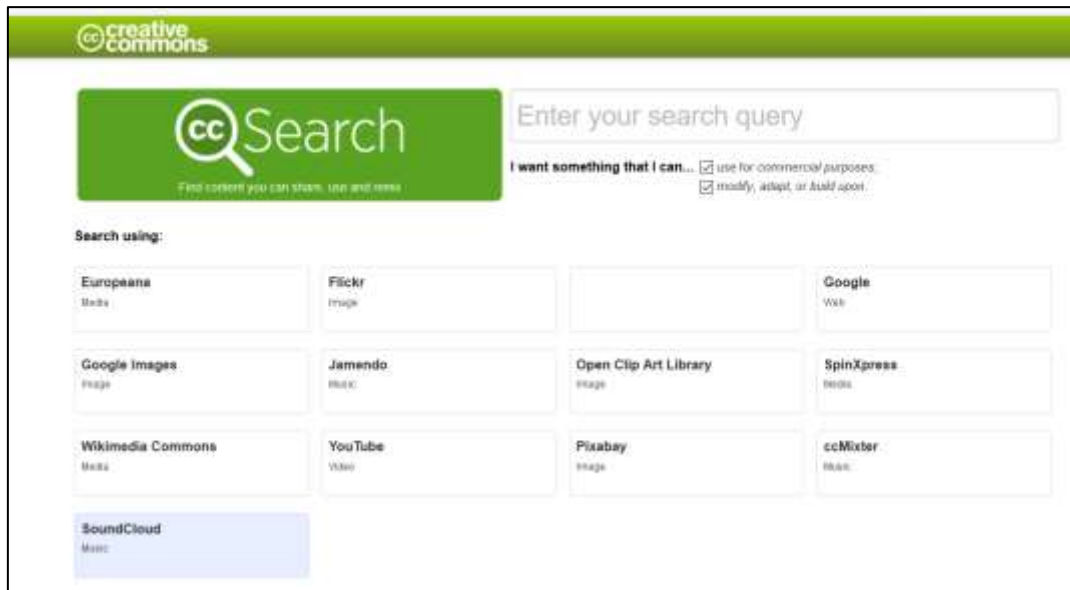 cc creative
commons
cc Search
Find content you can share, use and remix
Enter your search query
I want something that I can... use for commercial purposes;
modify, adapt, or build upon.
Search using:
Europeana
Media
Flickr
Image
Google
Web
Google Images
Image
Jamendo
Music
Open Clip Art Library
Image
SpinXpress
Media
Wikimedia Commons
Media
YouTube
Video
Pixabay
Image
ccMixter
Music
SoundCloud
Music